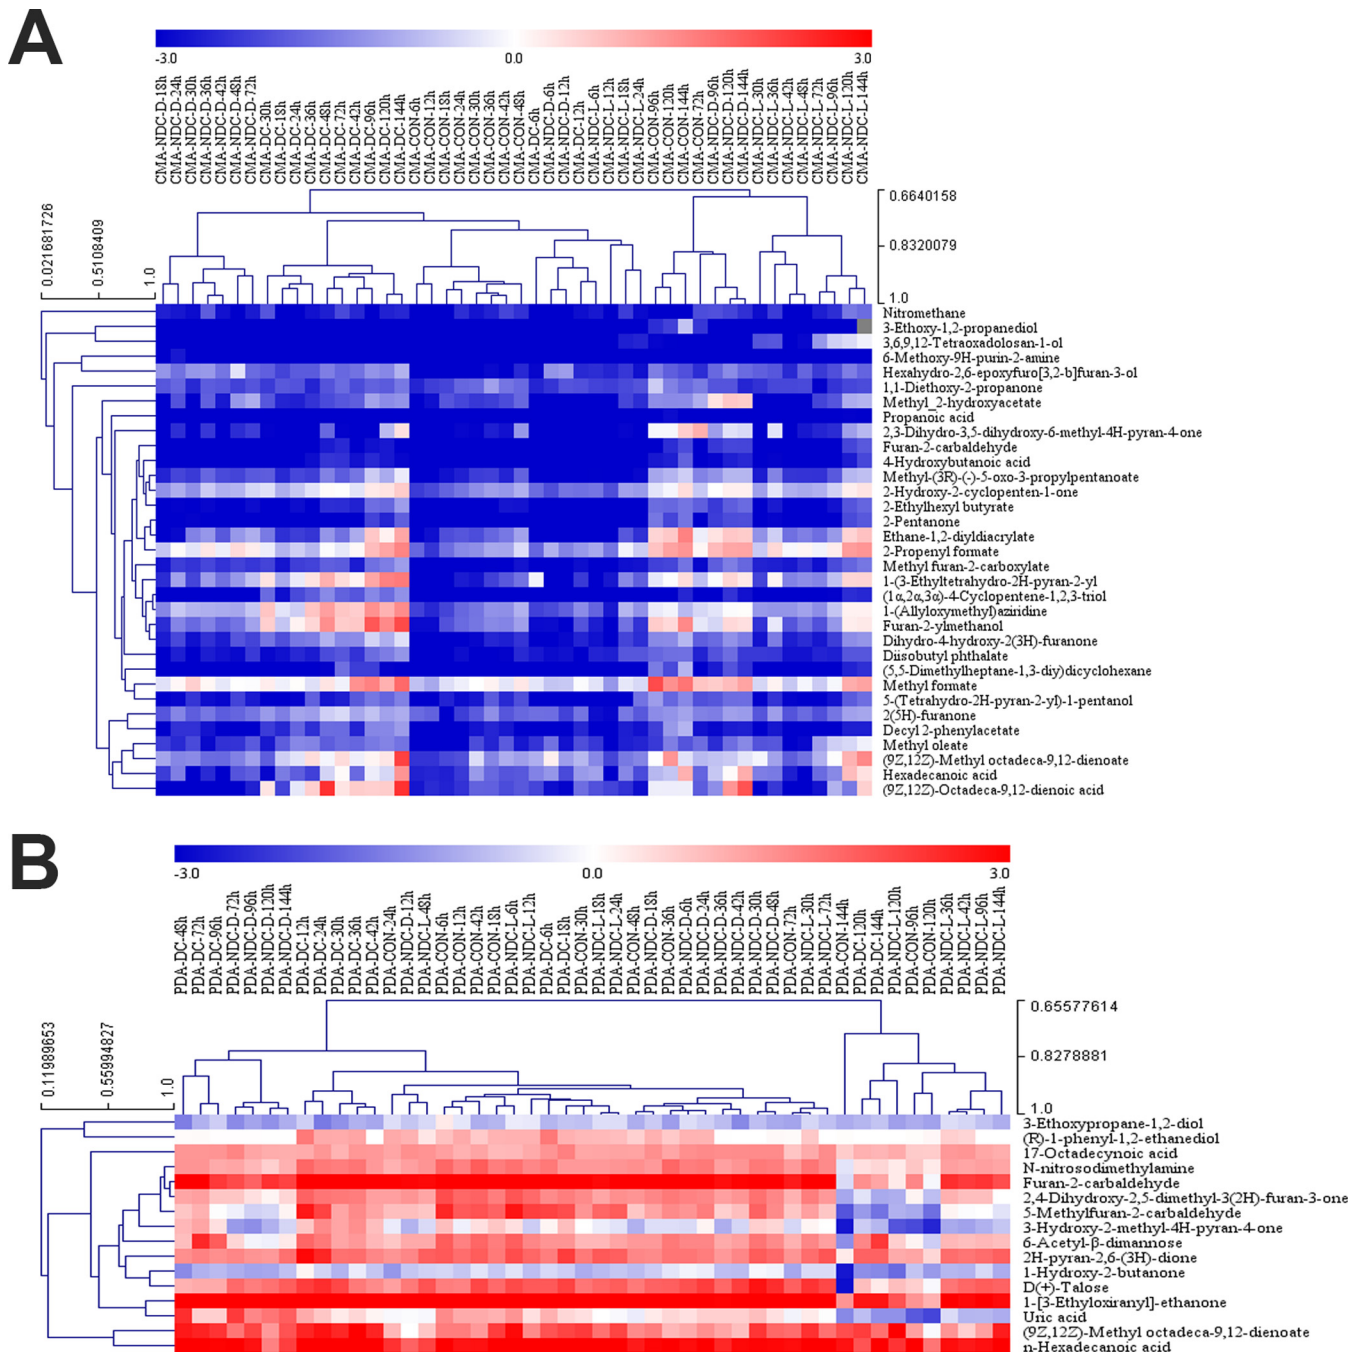 A
-3.0 0.0 3.0
CMA-NDC-D-18h
CMA-NDC-D-24h
CMA-NDC-D-30h
CMA-NDC-D-36h
CMA-NDC-D-42h
CMA-NDC-D-48h
CMA-NDC-D-72h
CMA-DC-30h
CMA-DC-18h
CMA-DC-24h
CMA-DC-36h
CMA-DC-48h
CMA-DC-72h
CMA-DC-42h
CMA-DC-96h
CMA-DC-120h
CMA-DC-144h
CMA-CON-6h
CMA-CON-12h
CMA-CON-18h
CMA-CON-24h
CMA-CON-30h
CMA-CON-36h
CMA-CON-42h
CMA-CON-48h
CMA-DC-6h
CMA-NDC-D-6h
CMA-NDC-D-12h
CMA-DC-12h
CMA-NDC-L-6h
CMA-NDC-L-12h
CMA-NDC-L-18h
CMA-NDC-L-24h
CMA-CON-96h
CMA-CON-120h
CMA-CON-144h
CMA-CON-72h
CMA-NDC-D-96h
CMA-NDC-D-120h
CMA-NDC-D-144h
CMA-NDC-L-30h
CMA-NDC-L-36h
CMA-NDC-L-42h
CMA-NDC-L-48h
CMA-NDC-L-72h
CMA-NDC-L-96h
CMA-NDC-L-120h
CMA-NDC-L-144h
0.6640158
0.8320079
1.0
0.021681726
0.5108409
1.0
Nitromethane
3-Ethoxy-1,2-propanediol
3,6,9,12-Tetraoxadolosan-1-ol
6-Methoxy-9H-purin-2-amine
Hexahydro-2,6-epoxyfuro[3,2-b]furan-3-ol
1,1-Diethoxy-2-propanone
Methyl_2-hydroxyacetate
Propanoic acid
2,3-Dihydro-3,5-dihydroxy-6-methyl-4H-pyran-4-one
Furan-2-carbaldehyde
4-Hydroxybutanoic acid
Methyl-(3R)-(-)-5-oxo-3-propylpentanoate
2-Hydroxy-2-cyclopenten-1-one
2-Ethylhexyl butyrate
2-Pentanone
Ethane-1,2-diyldiacrylate
2-Propenyl formate
Methyl furan-2-carboxylate
1-(3-Ethyltetrahydro-2H-pyran-2-yl
(1α,2α,3α)-4-Cyclopentene-1,2,3-triol
1-(Allyloxymethyl)aziridine
Furan-2-ylmethanol
Dihydro-4-hydroxy-2(3H)-furanone
Diisobutyl phthalate
(5,5-Dimethylheptane-1,3-diy)dicyclohexane
Methyl formate
5-(Tetrahydro-2H-pyran-2-yl)-1-pentanol
2(5H)-furanone
Decyl 2-phenylacetate
Methyl oleate
(9Z,12Z)-Methyl octadeca-9,12-dienoate
Hexadecanoic acid
(9Z,12Z)-Octadeca-9,12-dienoic acid
B
-3.0 0.0 3.0
PDA-DC-48h
PDA-DC-72h
PDA-DC-96h
PDA-NDC-D-72h
PDA-NDC-D-96h
PDA-NDC-D-120h
PDA-NDC-D-144h
PDA-DC-12h
PDA-DC-24h
PDA-DC-30h
PDA-DC-36h
PDA-DC-42h
PDA-CON-24h
PDA-NDC-D-12h
PDA-NDC-L-48h
PDA-CON-6h
PDA-CON-12h
PDA-CON-42h
PDA-CON-18h
PDA-NDC-L-6h
PDA-NDC-L-12h
PDA-DC-6h
PDA-DC-18h
PDA-CON-30h
PDA-NDC-L-18h
PDA-NDC-L-24h
PDA-CON-48h
PDA-NDC-D-18h
PDA-CON-36h
PDA-NDC-D-6h
PDA-NDC-D-24h
PDA-NDC-D-36h
PDA-NDC-D-42h
PDA-NDC-D-30h
PDA-NDC-D-48h
PDA-CON-72h
PDA-NDC-L-30h
PDA-NDC-L-72h
PDA-CON-144h
PDA-DC-120h
PDA-DC-144h
PDA-NDC-L-120h
PDA-CON-96h
PDA-CON-120h
PDA-NDC-L-36h
PDA-NDC-L-42h
PDA-NDC-L-96h
PDA-NDC-L-144h
0.65577614
0.8278881
1.0
0.11989653
0.55994827
1.0
3-Ethoxypropane-1,2-diol
(R)-1-phenyl-1,2-ethanediol
17-Octadecynoic acid
N-nitrosodimethylamine
Furan-2-carbaldehyde
2,4-Dihydroxy-2,5-dimethyl-3(2H)-furan-3-one
5-Methylfuran-2-carbaldehyde
3-Hydroxy-2-methyl-4H-pyran-4-one
6-Acetyl-β-dimannose
2H-pyran-2,6-(3H)-dione
1-Hydroxy-2-butanone
D(+)-Talose
1-[3-Ethyloxiranyl]-ethanone
Uric acid
(9Z,12Z)-Methyl octadeca-9,12-dienoate
n-Hexadecanoic acid